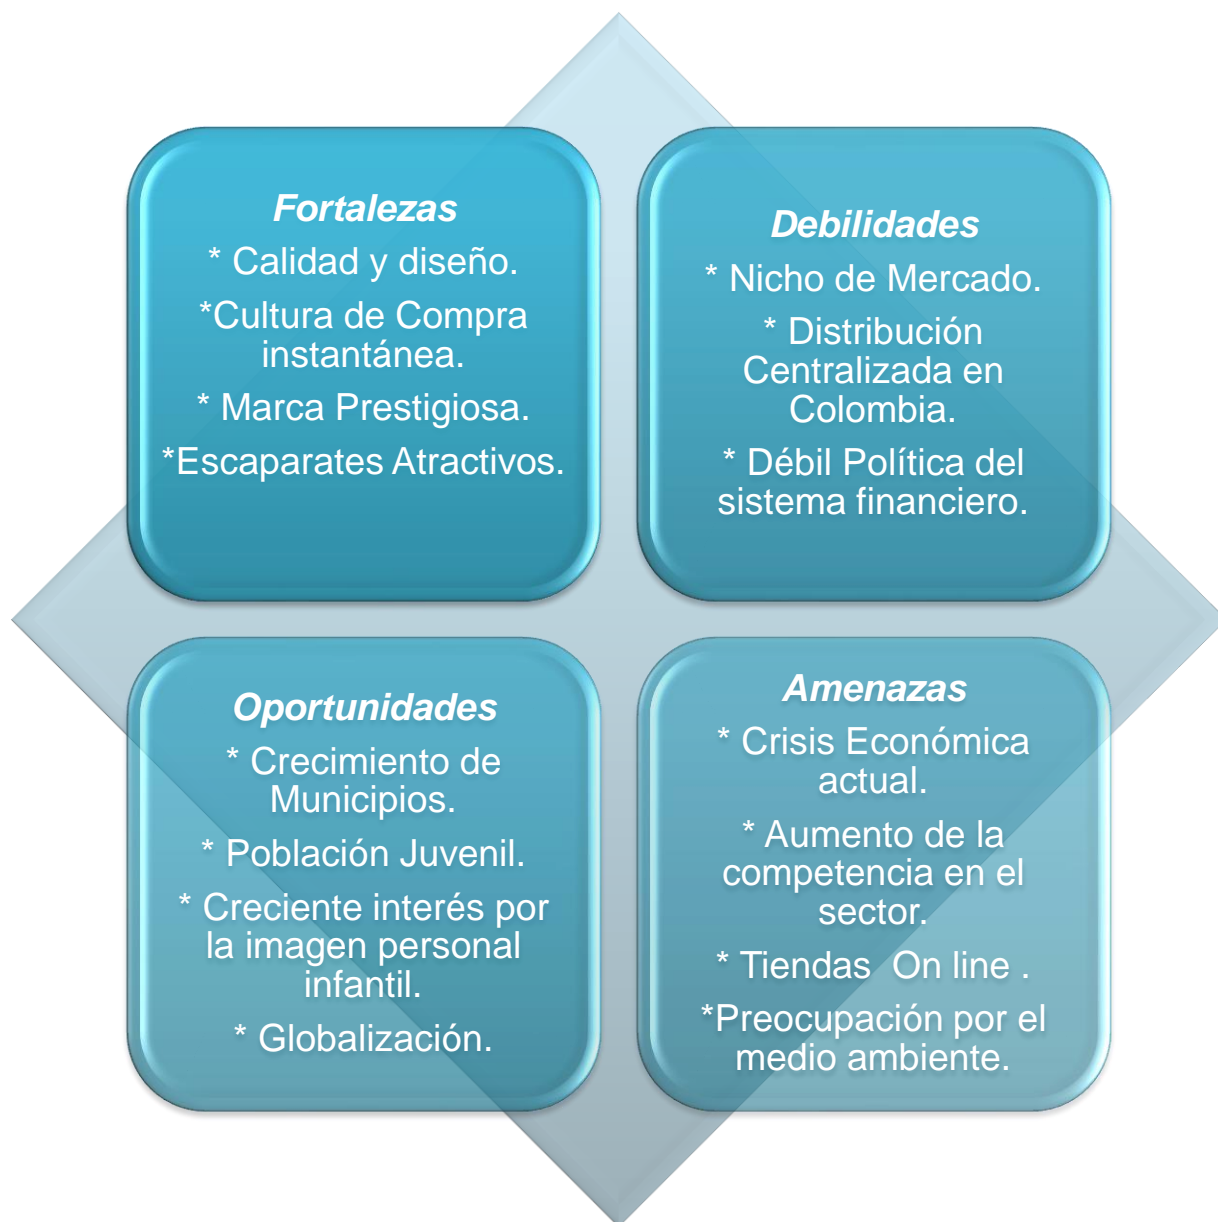 Fortalezas
* Calidad y diseño.
*Cultura de Compra
instantánea.
* Marca Prestigiosa.
*Escaparates Atractivos.
Debilidades
* Nicho de Mercado.
* Distribución
Centralizada en
Colombia.
* Débil Política del
sistema financiero.
Oportunidades
* Crecimiento de
Municipios.
* Población Juvenil.
* Creciente interés por
la imagen personal
infantil.
* Globalización.
Amenazas
* Crisis Económica
actual.
* Aumento de la
competencia en el
sector.
* Tiendas  On line .
*Preocupación por el
medio ambiente.